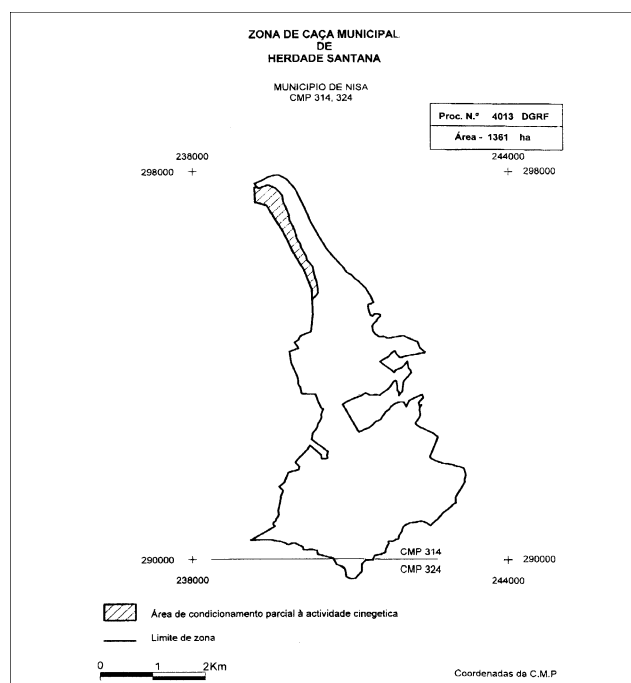 ZONA DE CAÇA MUNICIPAL
DE
HERDADE SANTANA
MUNICIPIO DE NISA
CMP 314, 324
Proc. N.º 4013 DGRF
Área - 1361 ha
238000 244000
298000 298000
CMP 314
290000 290000
CMP 324
238000 244000
Área de condicionamento parcial à actividade cinegetica
Limite de zona
0 1 2Km
Coordenadas da C.M.P